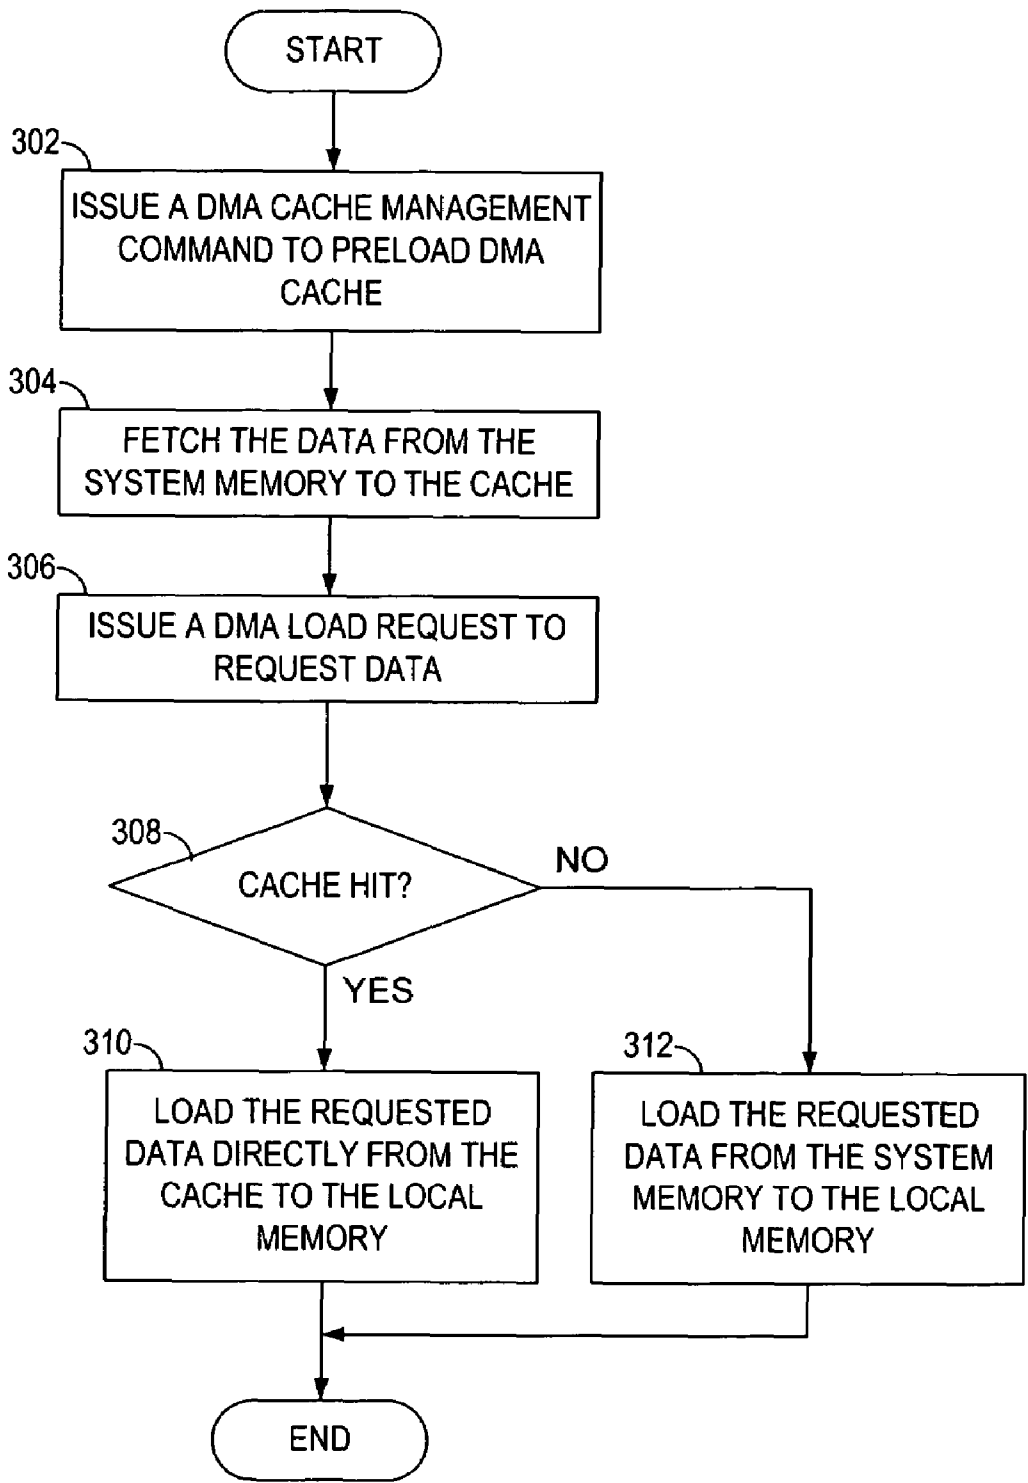 START
302
ISSUE A DMA CACHE MANAGEMENT
COMMAND TO PRELOAD DMA
CACHE
304
FETCH THE DATA FROM THE
SYSTEM MEMORY TO THE CACHE
306
ISSUE A DMA LOAD REQUEST TO
REQUEST DATA
308
CACHE HIT?
NO
YES
310
LOAD THE REQUESTED
DATA DIRECTLY FROM THE
CACHE TO THE LOCAL
MEMORY
312
LOAD THE REQUESTED
DATA FROM THE SYSTEM
MEMORY TO THE LOCAL
MEMORY
END